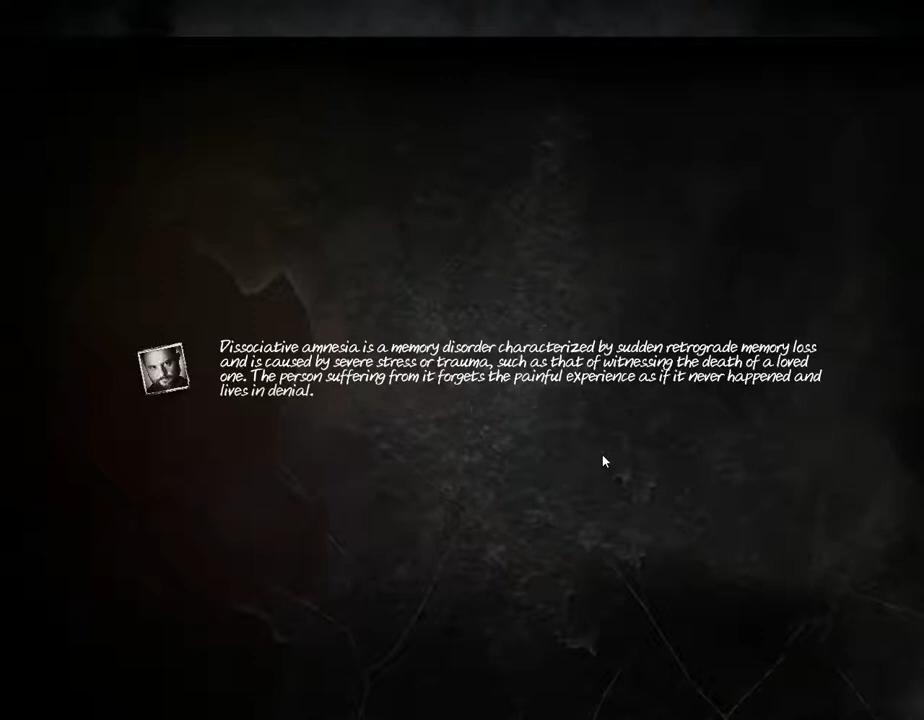 Dissociative amnesia is a memory disorder characterized by sudden retrograde memory loss
and is caused by severe stress or trauma, such as that of witnessing the death of a loved
one. The person suffering from it forgets the painful experience as if it never happened and
lives in denial.